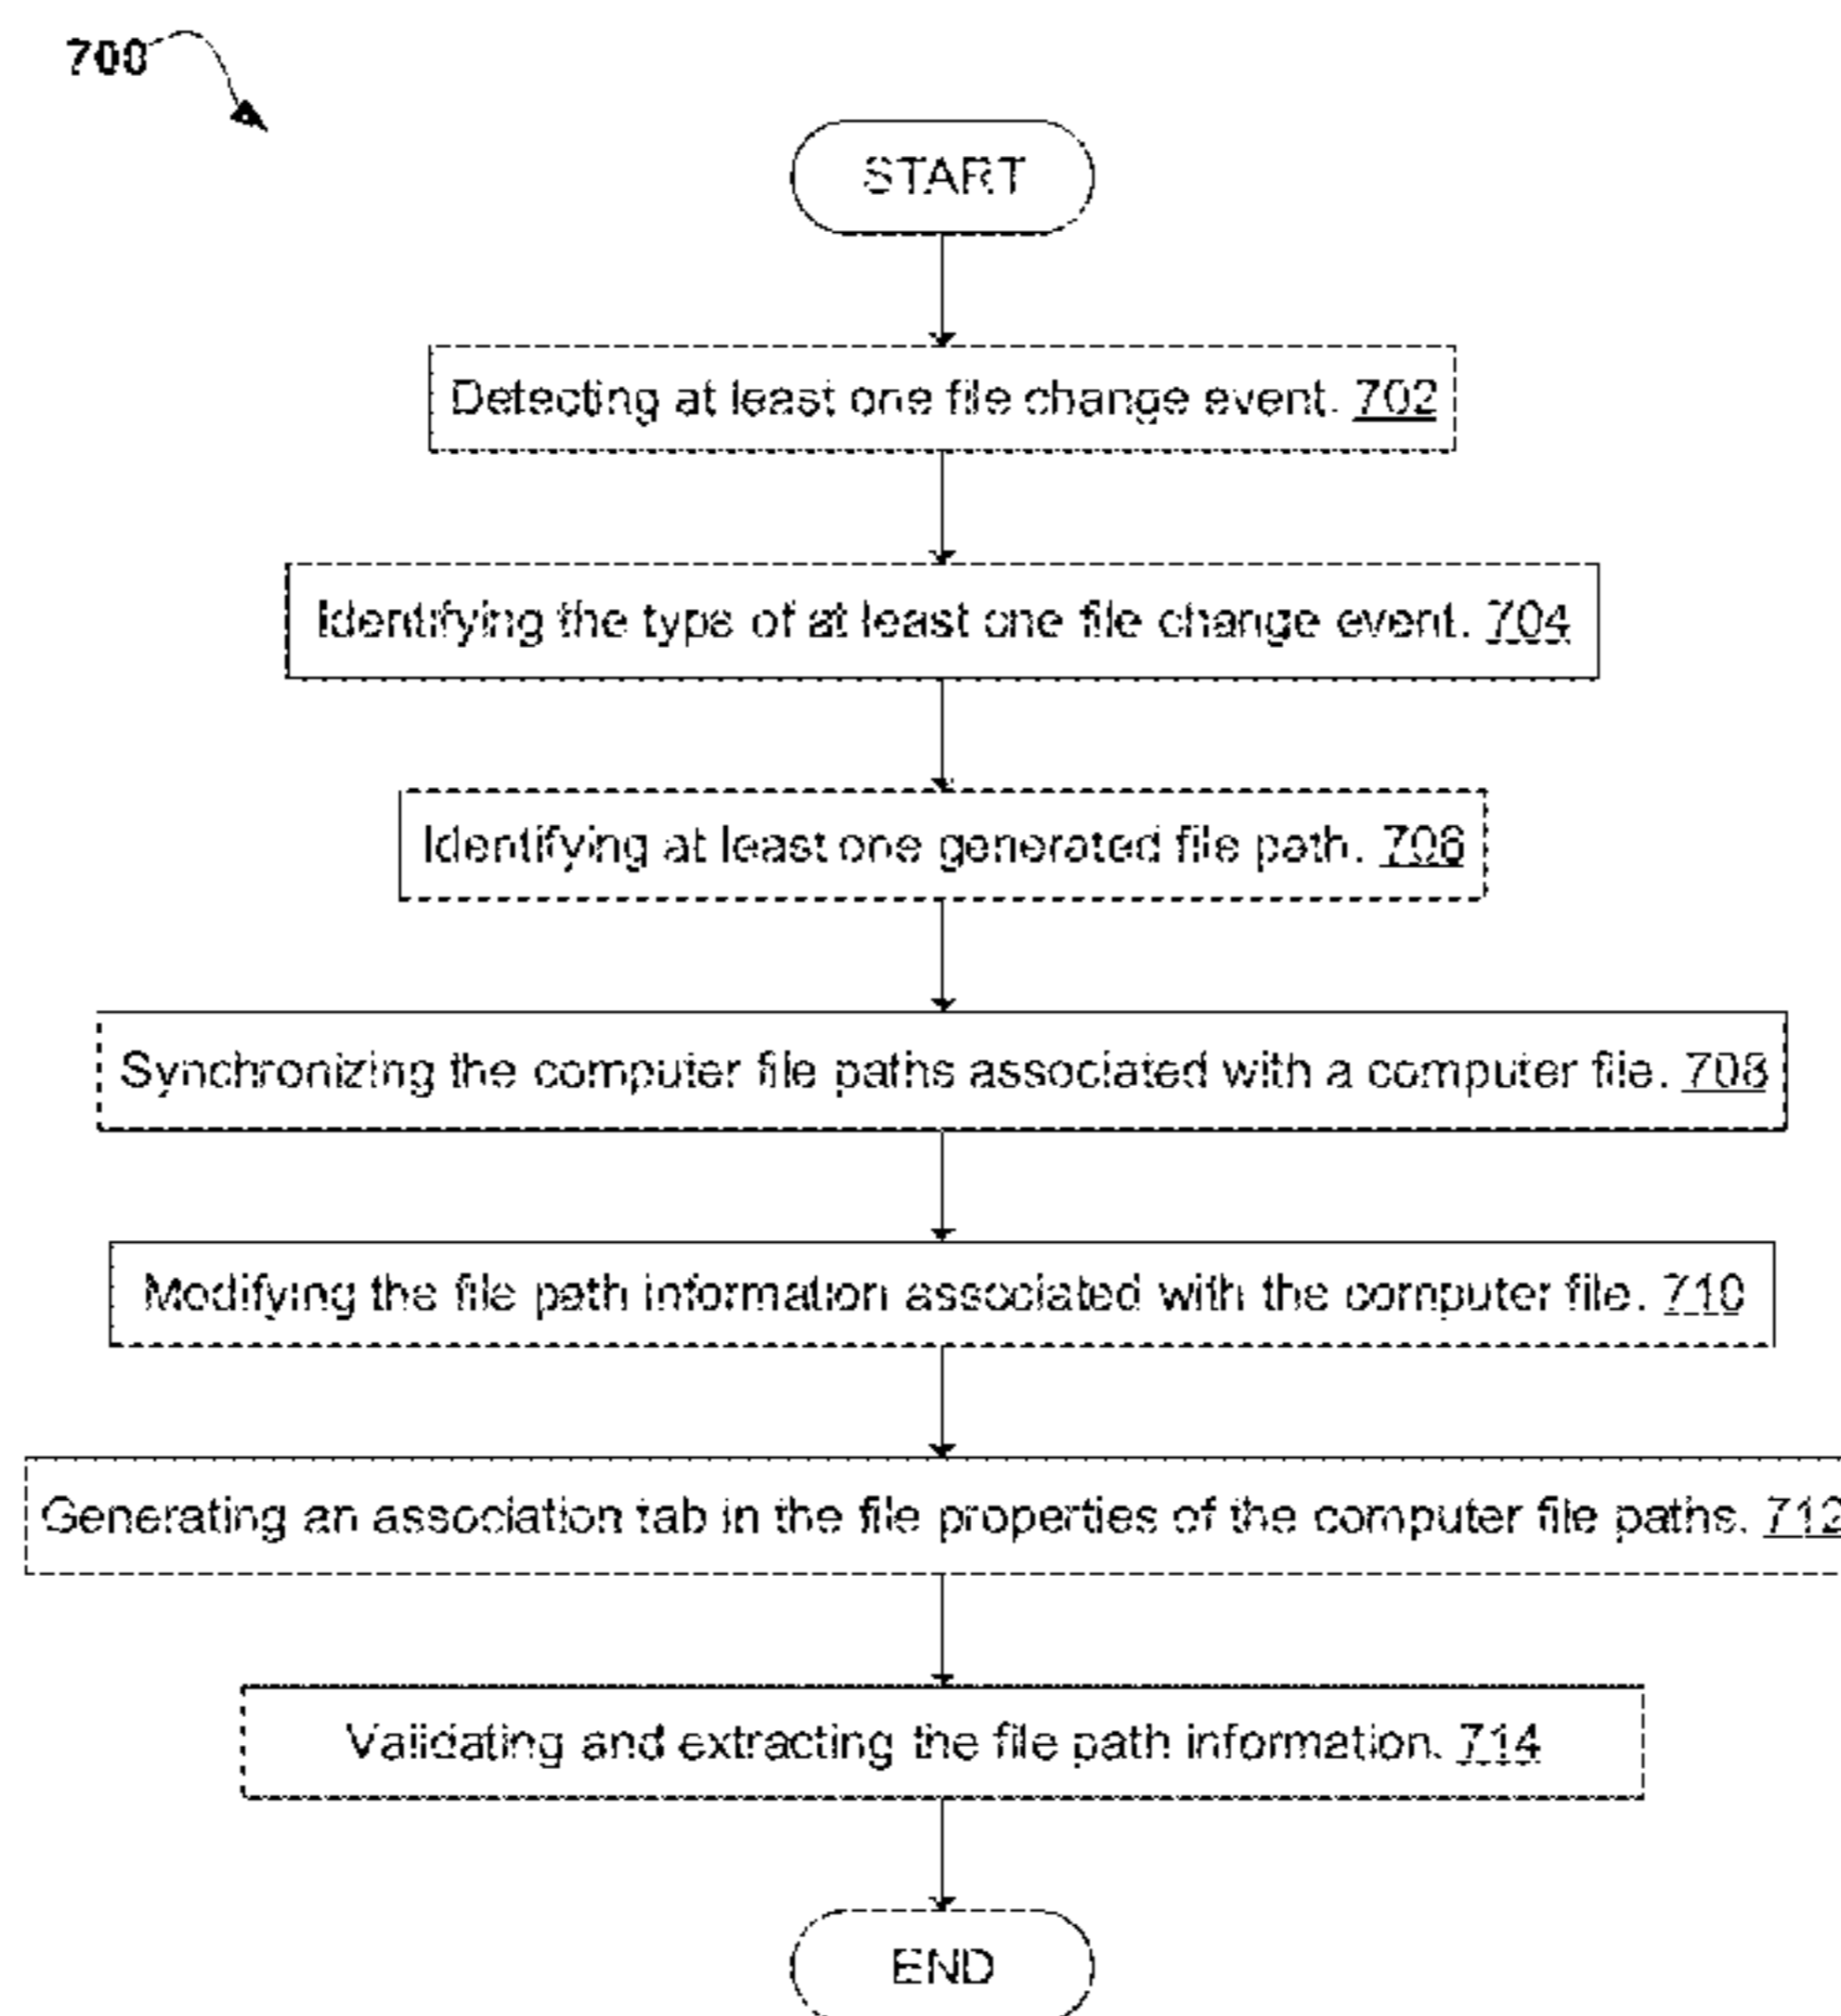 700
START
Detecting at least one file change event. 702
Identifying the type of at least one file change event. 704
Identifying at least one generated file path. 706
Synchronizing the computer file paths associated with a computer file. 708
Modifying the file path information associated with the computer file. 710
Generating an association tab in the file properties of the computer file paths. 712
Validating and extracting the file path information. 714
END